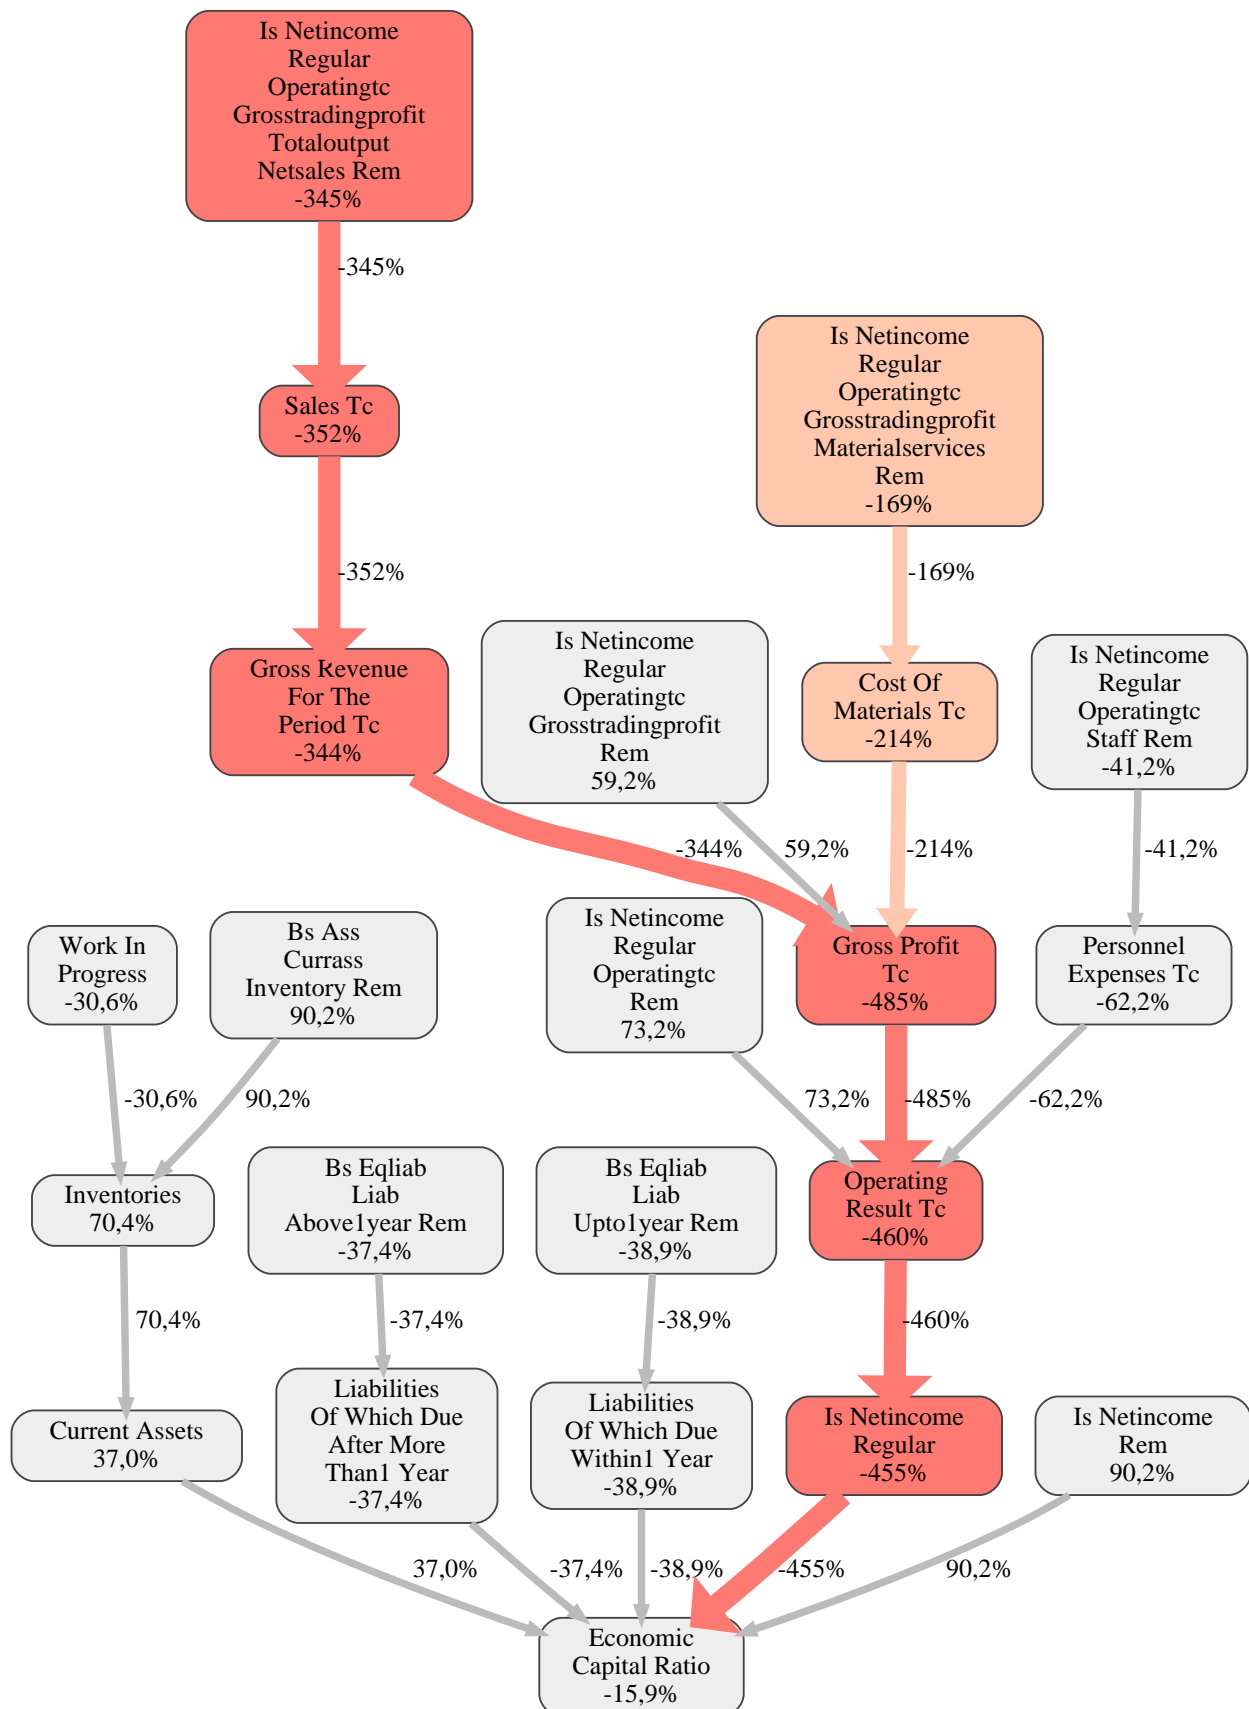 Is Netincome
Regular
Operatingtc
Grosstradingprofit
Totaloutput
Netsales Rem
-345%
-345%
Sales Tc
-352%
Is Netincome
Regular
Operatingtc
Grosstradingprofit
Materialservices
Rem
-169%
-352%
-169%
Gross Revenue
For The
Period Tc
-344%
Is Netincome
Regular
Operatingtc
Grosstradingprofit
Rem
59,2%
Cost Of
Materials Tc
-214%
Is Netincome
Regular
Operatingtc
Staff Rem
-41,2%
-344%
59,2%
-214%
-41,2%
Work In
Progress
-30,6%
Bs Ass
Currass
Inventory Rem
90,2%
Is Netincome
Regular
Operatingtc
Rem
73,2%
Gross Profit
Tc
-485%
Personnel
Expenses Tc
-62,2%
-30,6%
90,2%
73,2%
-485%
-62,2%
Inventories
70,4%
Bs Eqliab
Liab
Above1year Rem
-37,4%
Bs Eqliab
Liab
Upto1year Rem
-38,9%
Operating
Result Tc
-460%
70,4%
-37,4%
-38,9%
-460%
Current Assets
37,0%
Liabilities
Of Which Due
After More
Than1 Year
-37,4%
Liabilities
Of Which Due
Within1 Year
-38,9%
Is Netincome
Regular
-455%
Is Netincome
Rem
90,2%
37,0%
-37,4%
-38,9%
-455%
90,2%
Economic
Capital Ratio
-15,9%